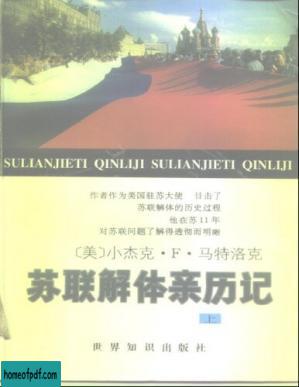 SULIANJIETI QINLIJI SULIANJIETI QINLIJI
作者作为美国驻苏大使 目击了
苏联解体的历史过程
他在苏11年
对苏联问题了解得透彻而明晰
〔美〕小杰克·F·马特洛克
苏联解体亲历记
上
世界知识出版社
homeofpdf.com